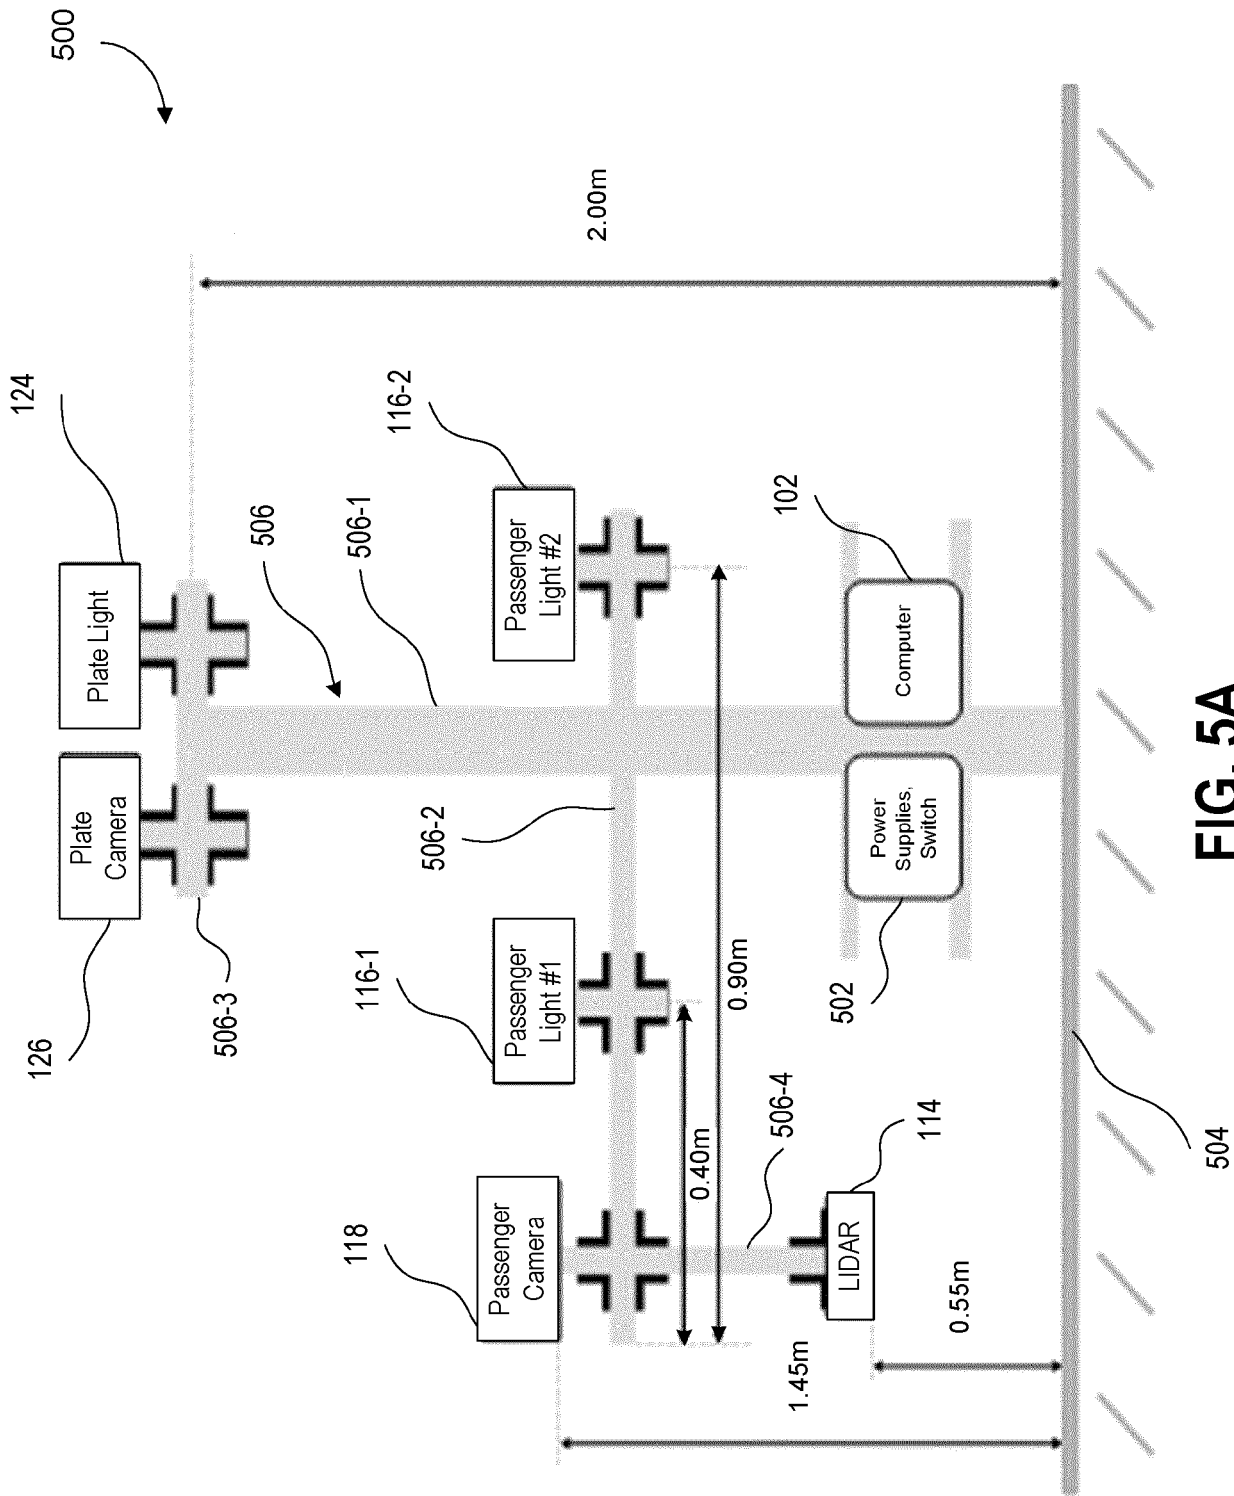 500
124
Plate Light
Plate
Camera
126
506-3
506
506-1
2.00m
116-2
Passenger
Light #2
506-2
116-1
Passenger
Light #1
118
Passenger
Camera
0.40m
0.90m
506-4
102
Computer
Power
Supplies,
Switch
502
114
LIDAR
1.45m
0.55m
504
FIG. 5A